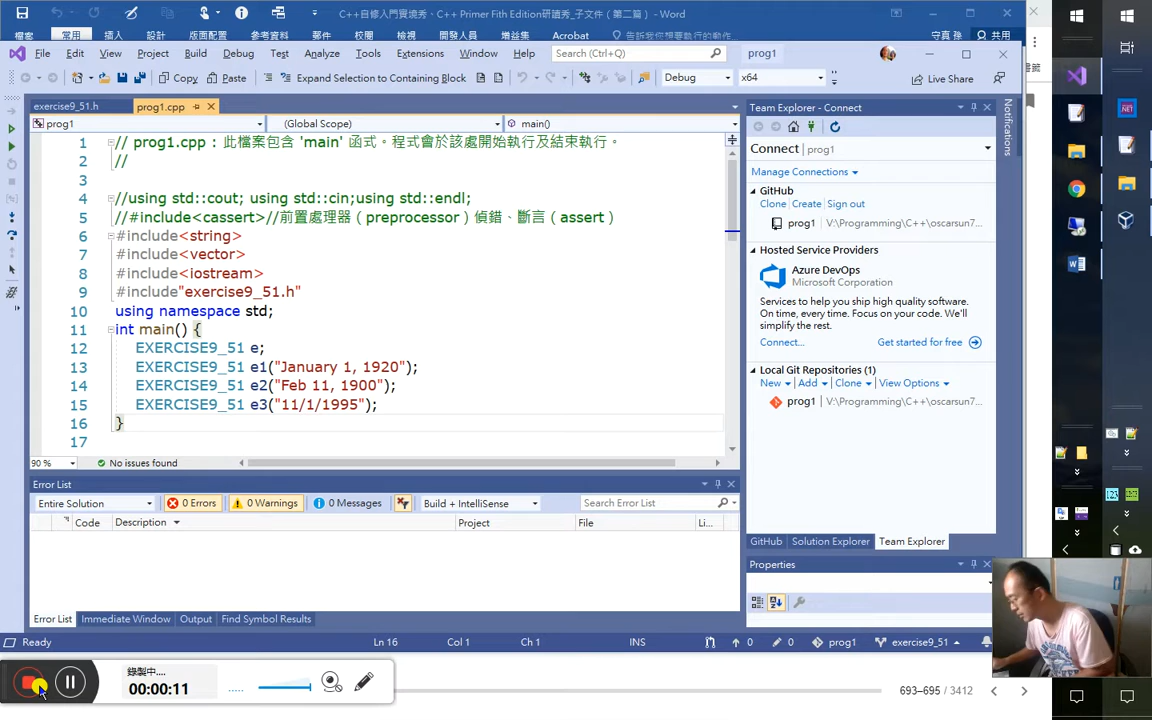 C++自修入門實境秀、C++ Primer Fith Edition研讀秀_子文件(第二篇) - Word
檔案 常用 插入 設計 版面配置 參考資料 郵件 校閱 檢視 開發人員 增益集 Acrobat 告訴我您想要執行的動作... 守真 孫 共用
File Edit View Project Build Debug Test Analyze Tools Extensions Window Help Search (Ctrl+Q) prog1
Copy Paste Expand Selection to Containing Block Debug x64 Live Share
exercise9_51.h prog1.cpp
prog1 (Global Scope) main()
1 // prog1.cpp : 此檔案包含 'main' 函式。程式會於該處開始執行及結束執行。
2 //
3
4 //using std::cout; using std::cin;using std::endl;
5 //#include<cassert>//前置處理器(preprocessor)偵錯、斷言(assert)
6 #include<string>
7 #include<vector>
8 #include<iostream>
9 #include"exercise9_51.h"
10 using namespace std;
11 int main() {
12 EXERCISE9_51 e;
13 EXERCISE9_51 e1("January 1, 1920");
14 EXERCISE9_51 e2("Feb 11, 1900");
15 EXERCISE9_51 e3("11/1/1995");
16 }
17
90 % No issues found
Error List
Entire Solution 0 Errors 0 Warnings 0 Messages Build + IntelliSense Search Error List
Code Description Project File Li...
Error List Immediate Window Output Find Symbol Results
Team Explorer - Connect
Connect prog1
Manage Connections
GitHub
Clone Create Sign out
prog1 V:\Programming\C++\oscarsun7...
Hosted Service Providers
Azure DevOps
Microsoft Corporation
Services to help you ship high quality software.
On time, every time. Focus on your code. We'll
simplify the rest.
Connect... Get started for free
Local Git Repositories (1)
New Add Clone View Options
prog1 V:\Programming\C++\oscarsun7...
GitHub Solution Explorer Team Explorer
Properties
Notifications
Ready Ln 16 Col 1 Ch 1 INS 0 0 prog1 exercise9_51
錄製中....
00:00:11
693–695 / 3412
.NET
123